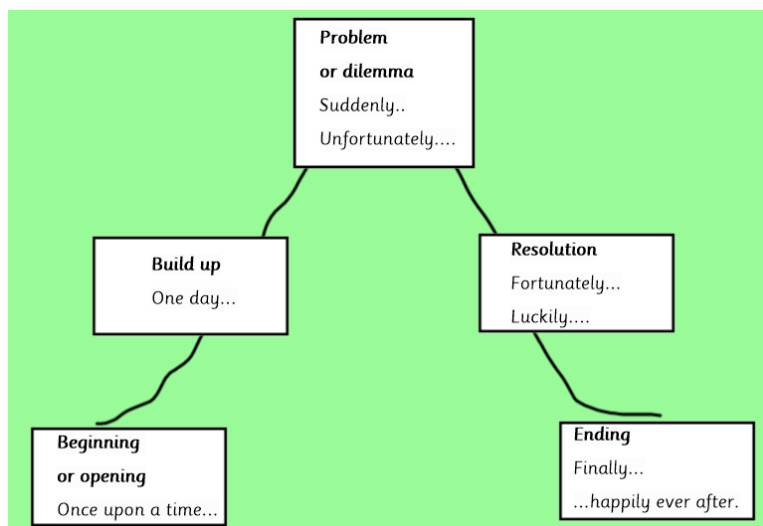 Problem
or dilemma
Suddenly..
Unfortunately....
Build up
One day...
Resolution
Fortunately...
Luckily....
Beginning
or opening
Once upon a time...
Ending
Finally...
...happily ever after.